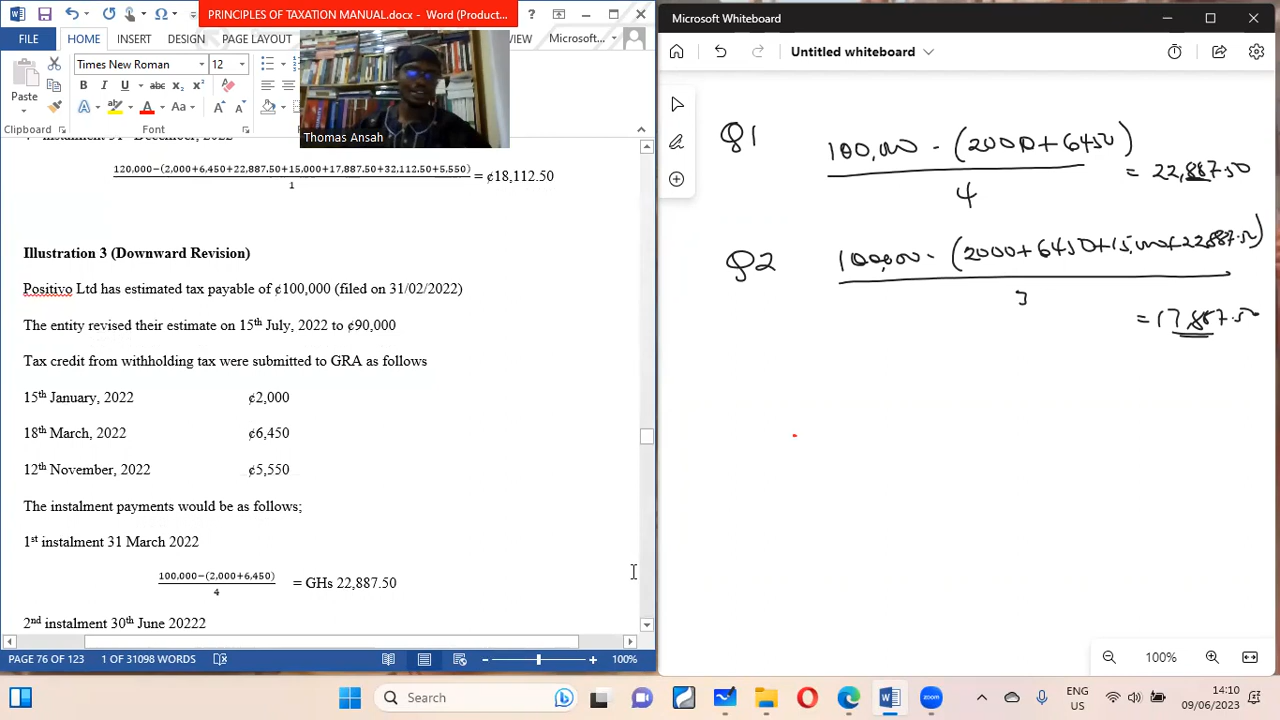 PRINCIPLES OF TAXATION MANUAL.docx - Word (Product...
FILE HOME INSERT DESIGN PAGE LAYOUT VIEW Microsoft...
Times New Roman 12
Paste
B I U abc X₂ X²
A ab A Aa A A
Clipboard Font
Thomas Ansah
120,000−(2,000+6,450+22,887.50+15,000+17,887.50+32,112.50+5,550)
1
= ¢18,112.50
Illustration 3 (Downward Revision)
Positivo Ltd has estimated tax payable of ¢100,000 (filed on 31/02/2022)
The entity revised their estimate on 15th July, 2022 to ¢90,000
Tax credit from withholding tax were submitted to GRA as follows
15th January, 2022 ¢2,000
18th March, 2022 ¢6,450
12th November, 2022 ¢5,550
The instalment payments would be as follows;
1st instalment 31 March 2022
100,000−(2,000+6,450)
4
= GHs 22,887.50
2nd instalment 30th June 20222
PAGE 76 OF 123 1 OF 31098 WORDS 100%
Microsoft Whiteboard
Untitled whiteboard
Q1 100,000 - (2000+6450)
4
= 22,887.50
Q2 100,000 - (2000+6450+15,000+22887.50)
3
= 17,887.50
100%
Search
ENG
US
14:10
09/06/2023